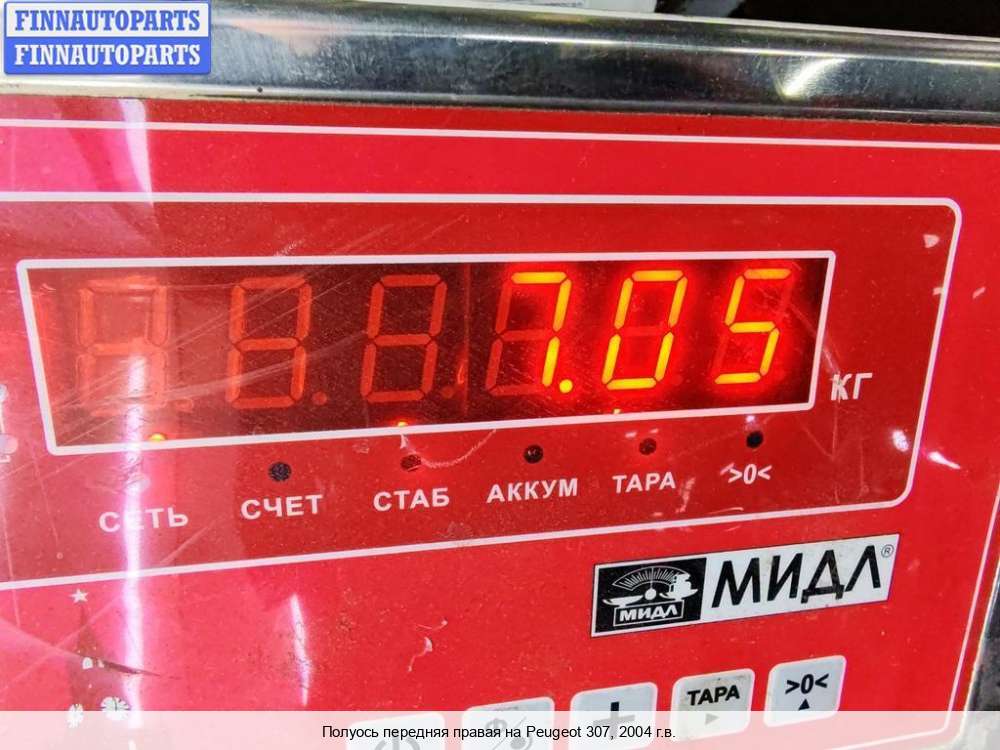 FINNAUTOPARTS
FINNAUTOPARTS
7.05
КГ
СЕТЬ СЧЕТ СТАБ АККУМ ТАРА >0<
МИДЛ МИДЛ®
+ ТАРА >0<
Полуось передняя правая на Peugeot 307, 2004 г.в.